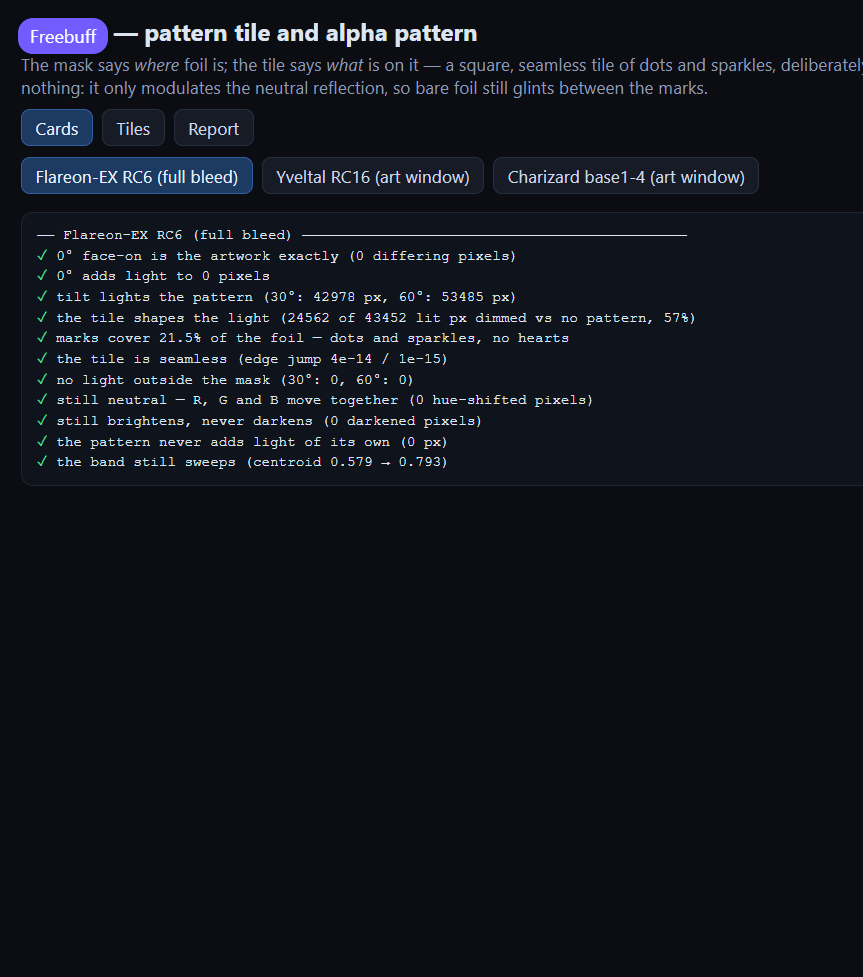 Freebuff — pattern tile and alpha pattern
The mask says where foil is; the tile says what is on it — a square, seamless tile of dots and sparkles, deliberately
nothing: it only modulates the neutral reflection, so bare foil still glints between the marks.
Cards Tiles Report
Flareon-EX RC6 (full bleed) Yveltal RC16 (art window) Charizard base1-4 (art window)
── Flareon-EX RC6 (full bleed) ────────────────────────────────────────────
✓ 0° face-on is the artwork exactly (0 differing pixels)
✓ 0° adds light to 0 pixels
✓ tilt lights the pattern (30°: 42978 px, 60°: 53485 px)
✓ the tile shapes the light (24562 of 43452 lit px dimmed vs no pattern, 57%)
✓ marks cover 21.5% of the foil — dots and sparkles, no hearts
✓ the tile is seamless (edge jump 4e-14 / 1e-15)
✓ no light outside the mask (30°: 0, 60°: 0)
✓ still neutral — R, G and B move together (0 hue-shifted pixels)
✓ still brightens, never darkens (0 darkened pixels)
✓ the pattern never adds light of its own (0 px)
✓ the band still sweeps (centroid 0.579 → 0.793)